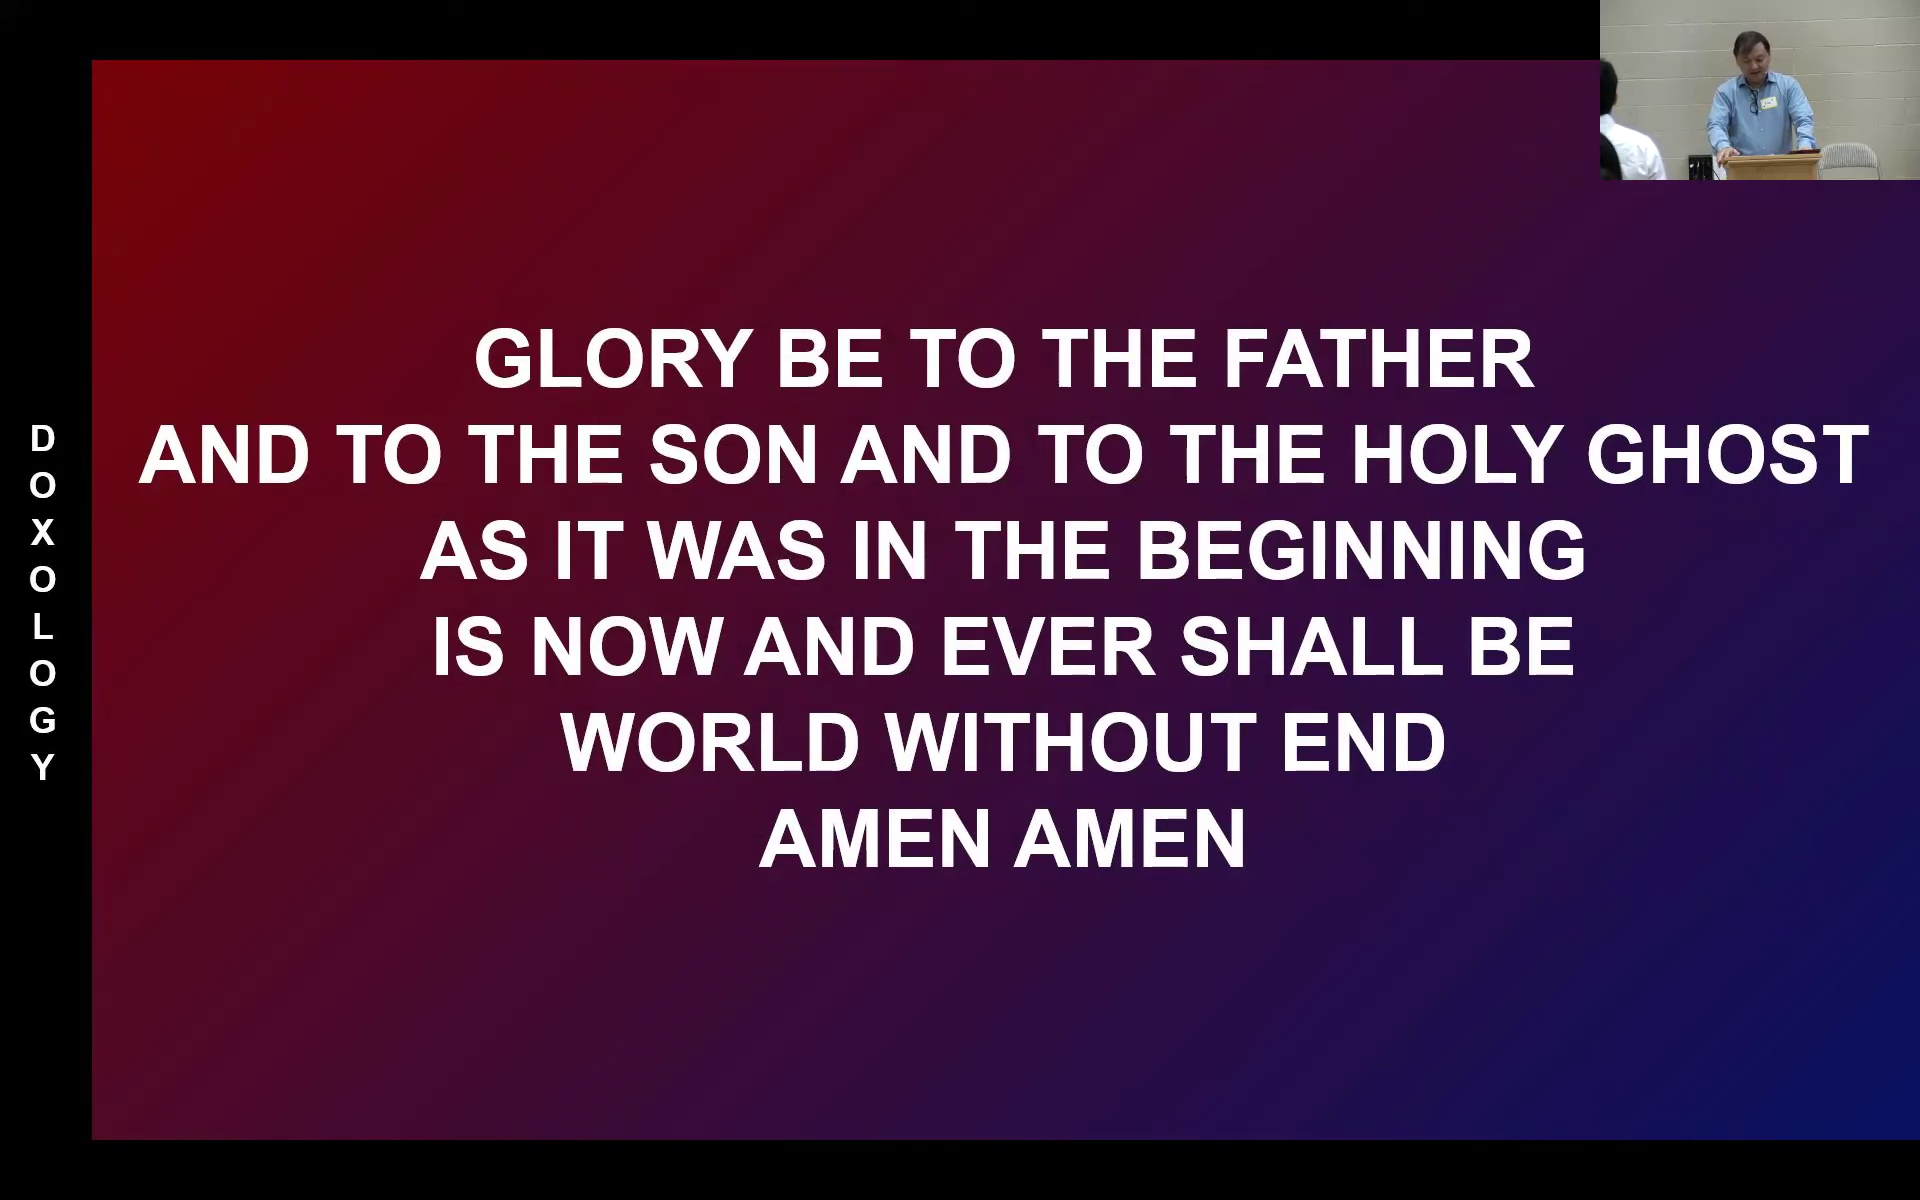 DOXOLOGY
GLORY BE TO THE FATHER
AND TO THE SON AND TO THE HOLY GHOST
AS IT WAS IN THE BEGINNING
IS NOW AND EVER SHALL BE
WORLD WITHOUT END
AMEN AMEN